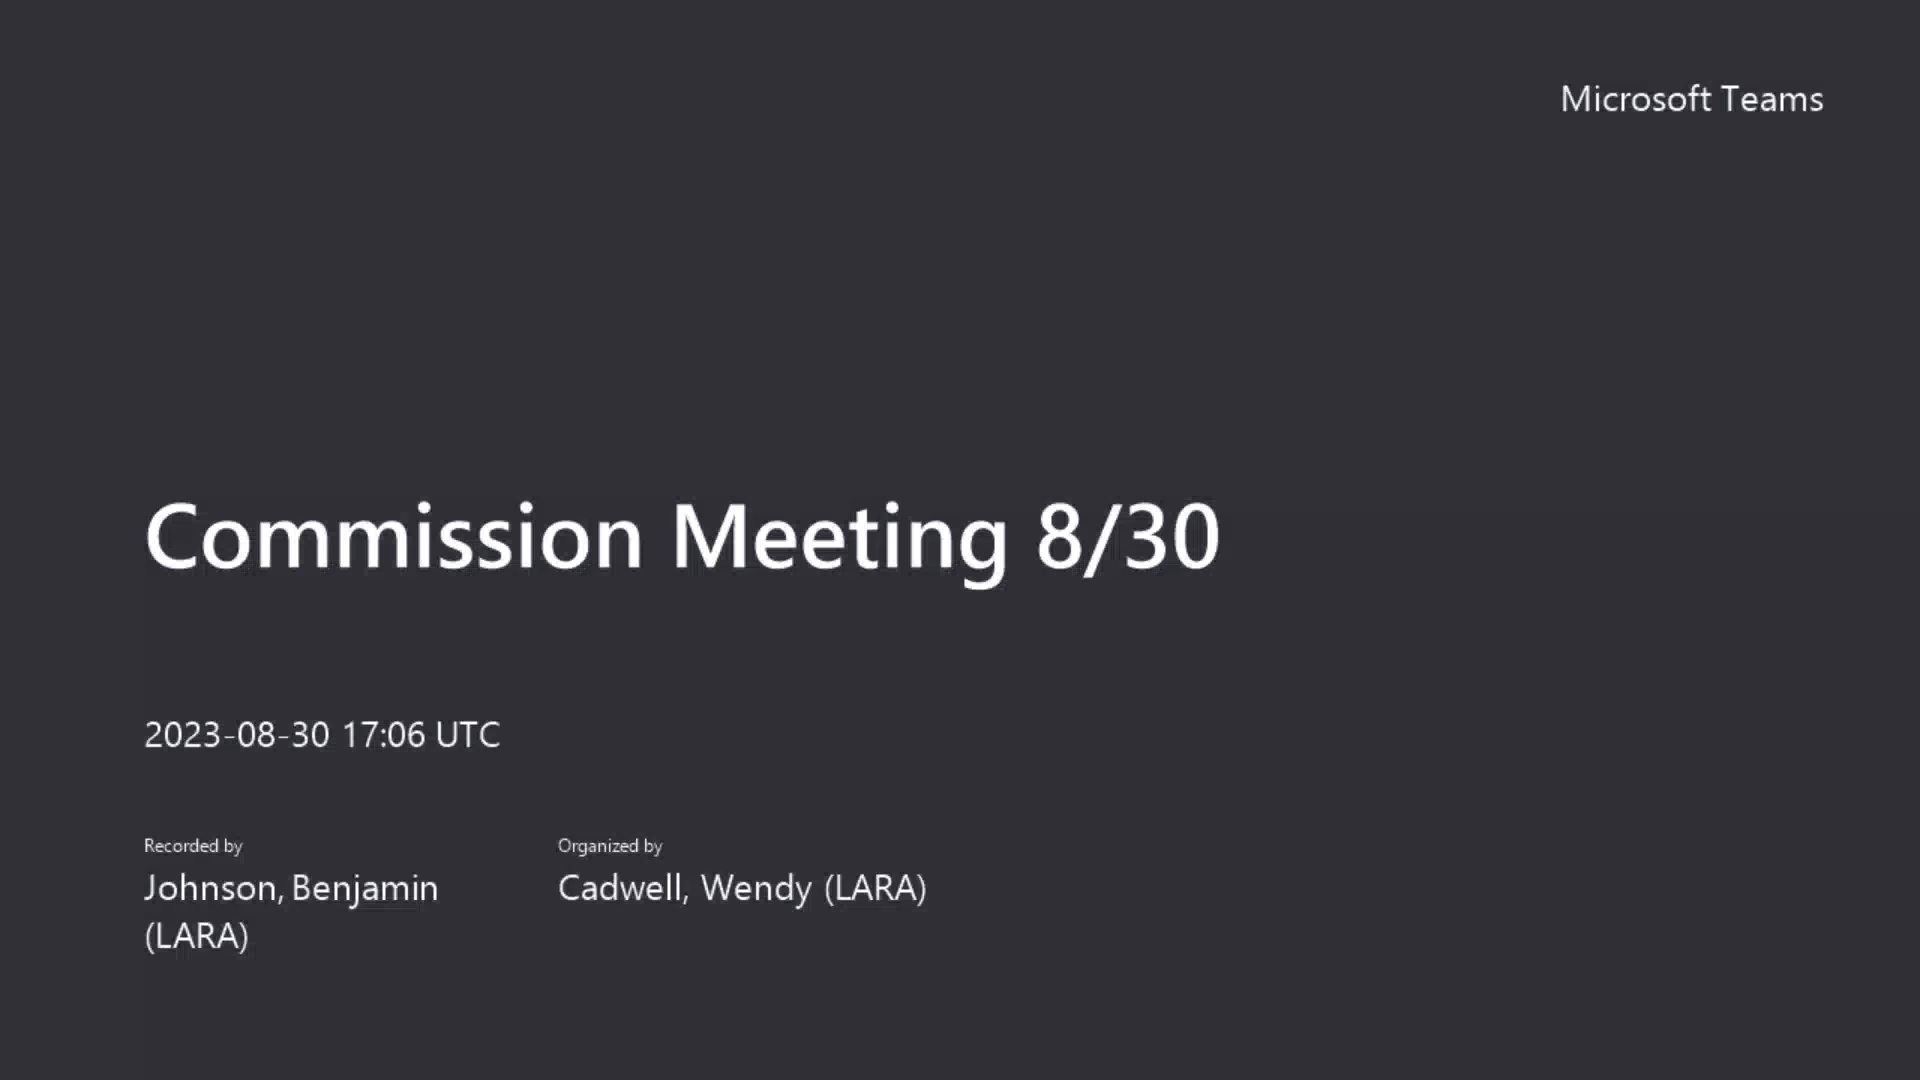 Microsoft Teams
Commission Meeting 8/30
2023-08-30 17:06 UTC
Recorded by
Johnson, Benjamin
(LARA)
Organized by
Cadwell, Wendy (LARA)